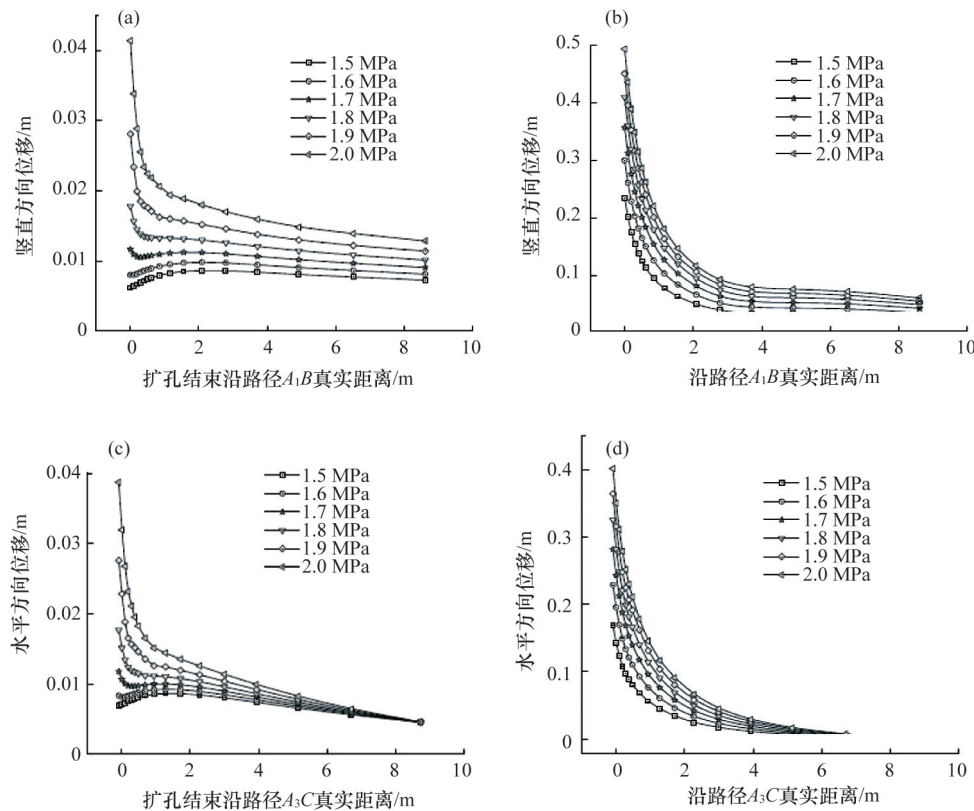 (a)
0.04
0.03
0.02
0.01
0
竖直方向位移/m
1.5 MPa
1.6 MPa
1.7 MPa
1.8 MPa
1.9 MPa
2.0 MPa
0 2 4 6 8 10
扩孔结束沿路径A₁B真实距离/m
(b)
0.5
0.4
0.3
0.2
0.1
0
竖直方向位移/m
1.5 MPa
1.6 MPa
1.7 MPa
1.8 MPa
1.9 MPa
2.0 MPa
0 2 4 6 8 10
沿路径A₁B真实距离/m
(c)
0.04
0.03
0.02
0.01
0
水平方向位移/m
1.5 MPa
1.6 MPa
1.7 MPa
1.8 MPa
1.9 MPa
2.0 MPa
0 2 4 6 8 10
扩孔结束沿路径A₃C真实距离/m
(d)
0.4
0.3
0.2
0.1
0
水平方向位移/m
1.5 MPa
1.6 MPa
1.7 MPa
1.8 MPa
1.9 MPa
2.0 MPa
0 2 4 6 8 10
沿路径A₃C真实距离/m